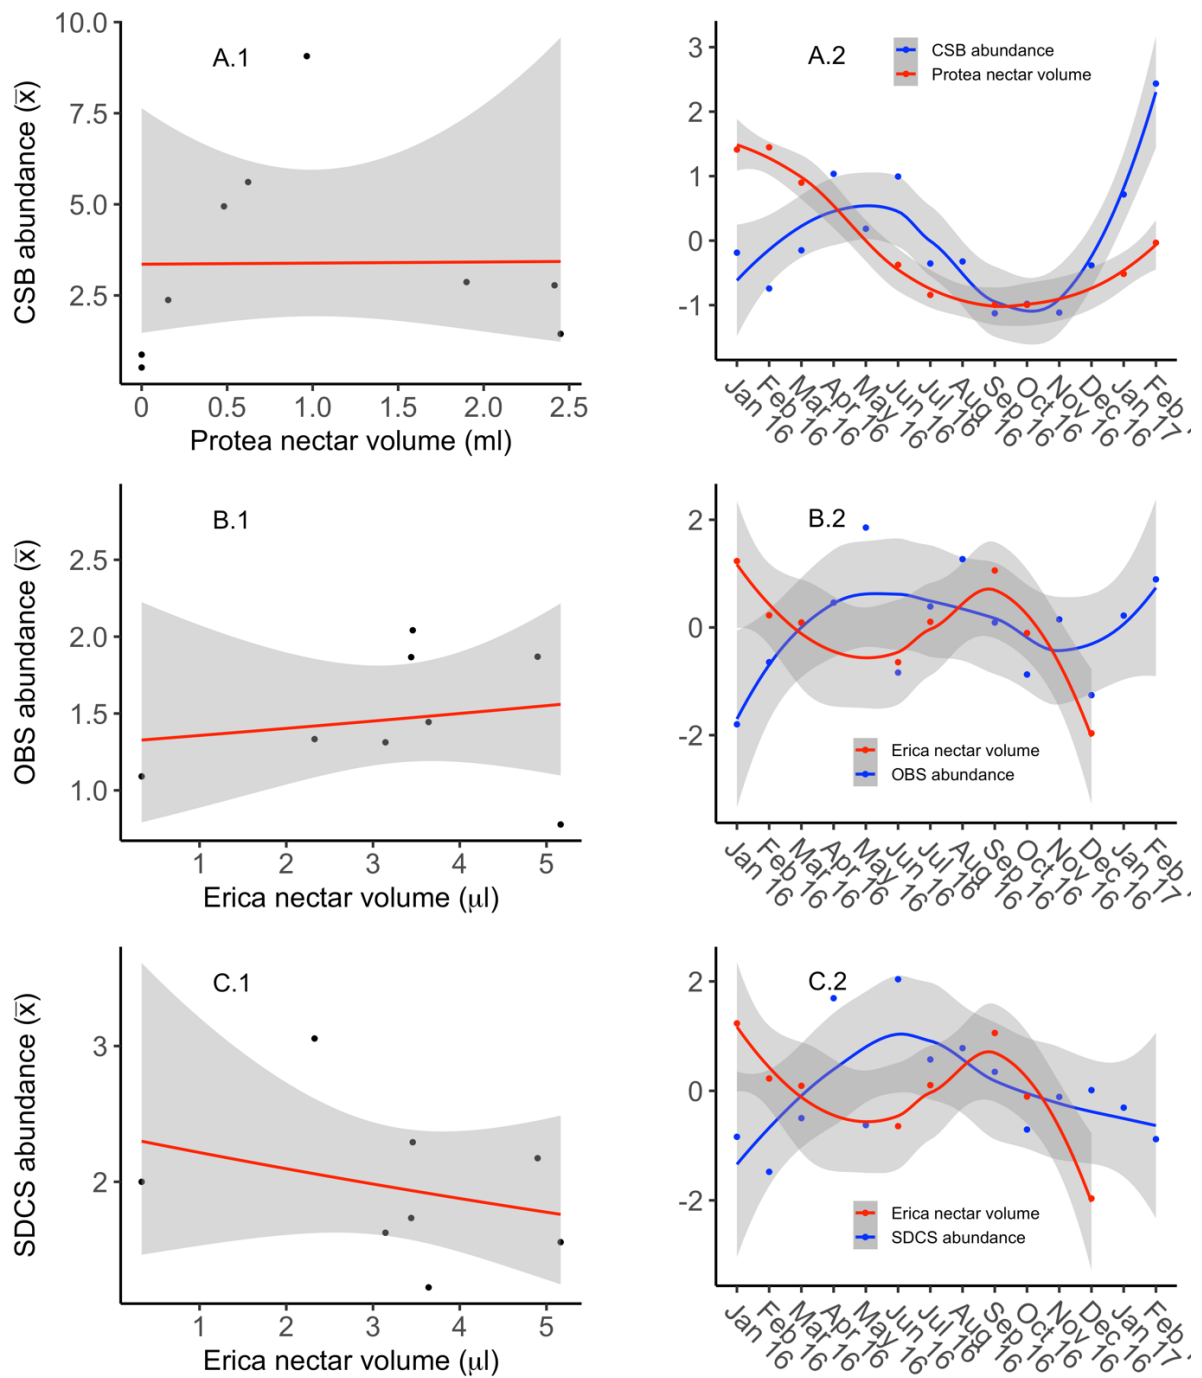 A.1
10.0
7.5
5.0
2.5
CSB abundance (x̅)
0 0.5 1.0 1.5 2.0 2.5
Protea nectar volume (ml)
A.2
CSB abundance
Protea nectar volume
3
2
1
0
-1
Jan 16
Feb 16
Mar 16
Apr 16
May 16
Jun 16
Jul 16
Aug 16
Sep 16
Oct 16
Nov 16
Dec 16
Jan 17
Feb
B.1
2.5
2.0
1.5
1.0
OBS abundance (x̅)
1 2 3 4 5
Erica nectar volume (μl)
B.2
2
0
-2
Erica nectar volume
OBS abundance
Jan 16
Feb 16
Mar 16
Apr 16
May 16
Jun 16
Jul 16
Aug 16
Sep 16
Oct 16
Nov 16
Dec 16
Jan 17
Feb
C.1
3
2
SDCS abundance (x̅)
1 2 3 4 5
Erica nectar volume (μl)
C.2
2
0
-2
Erica nectar volume
SDCS abundance
Jan 16
Feb 16
Mar 16
Apr 16
May 16
Jun 16
Jul 16
Aug 16
Sep 16
Oct 16
Nov 16
Dec 16
Jan 17
Feb